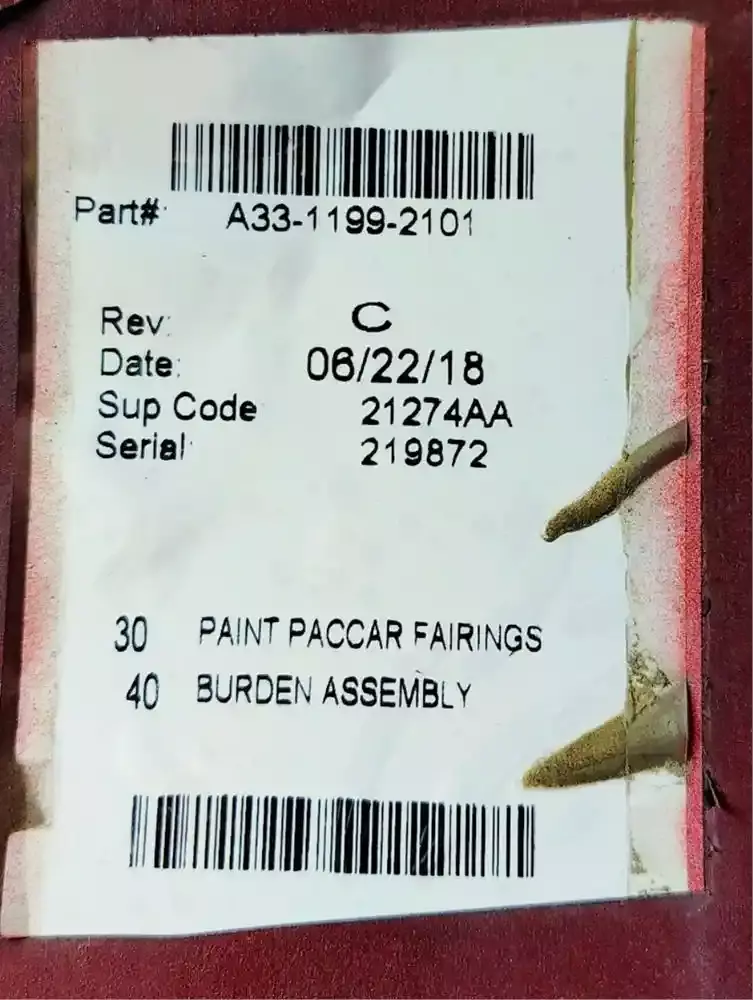 Part#: A33-1199-2101
Rev: C
Date: 06/22/18
Sup Code 21274AA
Serial 219872
30 PAINT PACCAR FAIRINGS
40 BURDEN ASSEMBLY